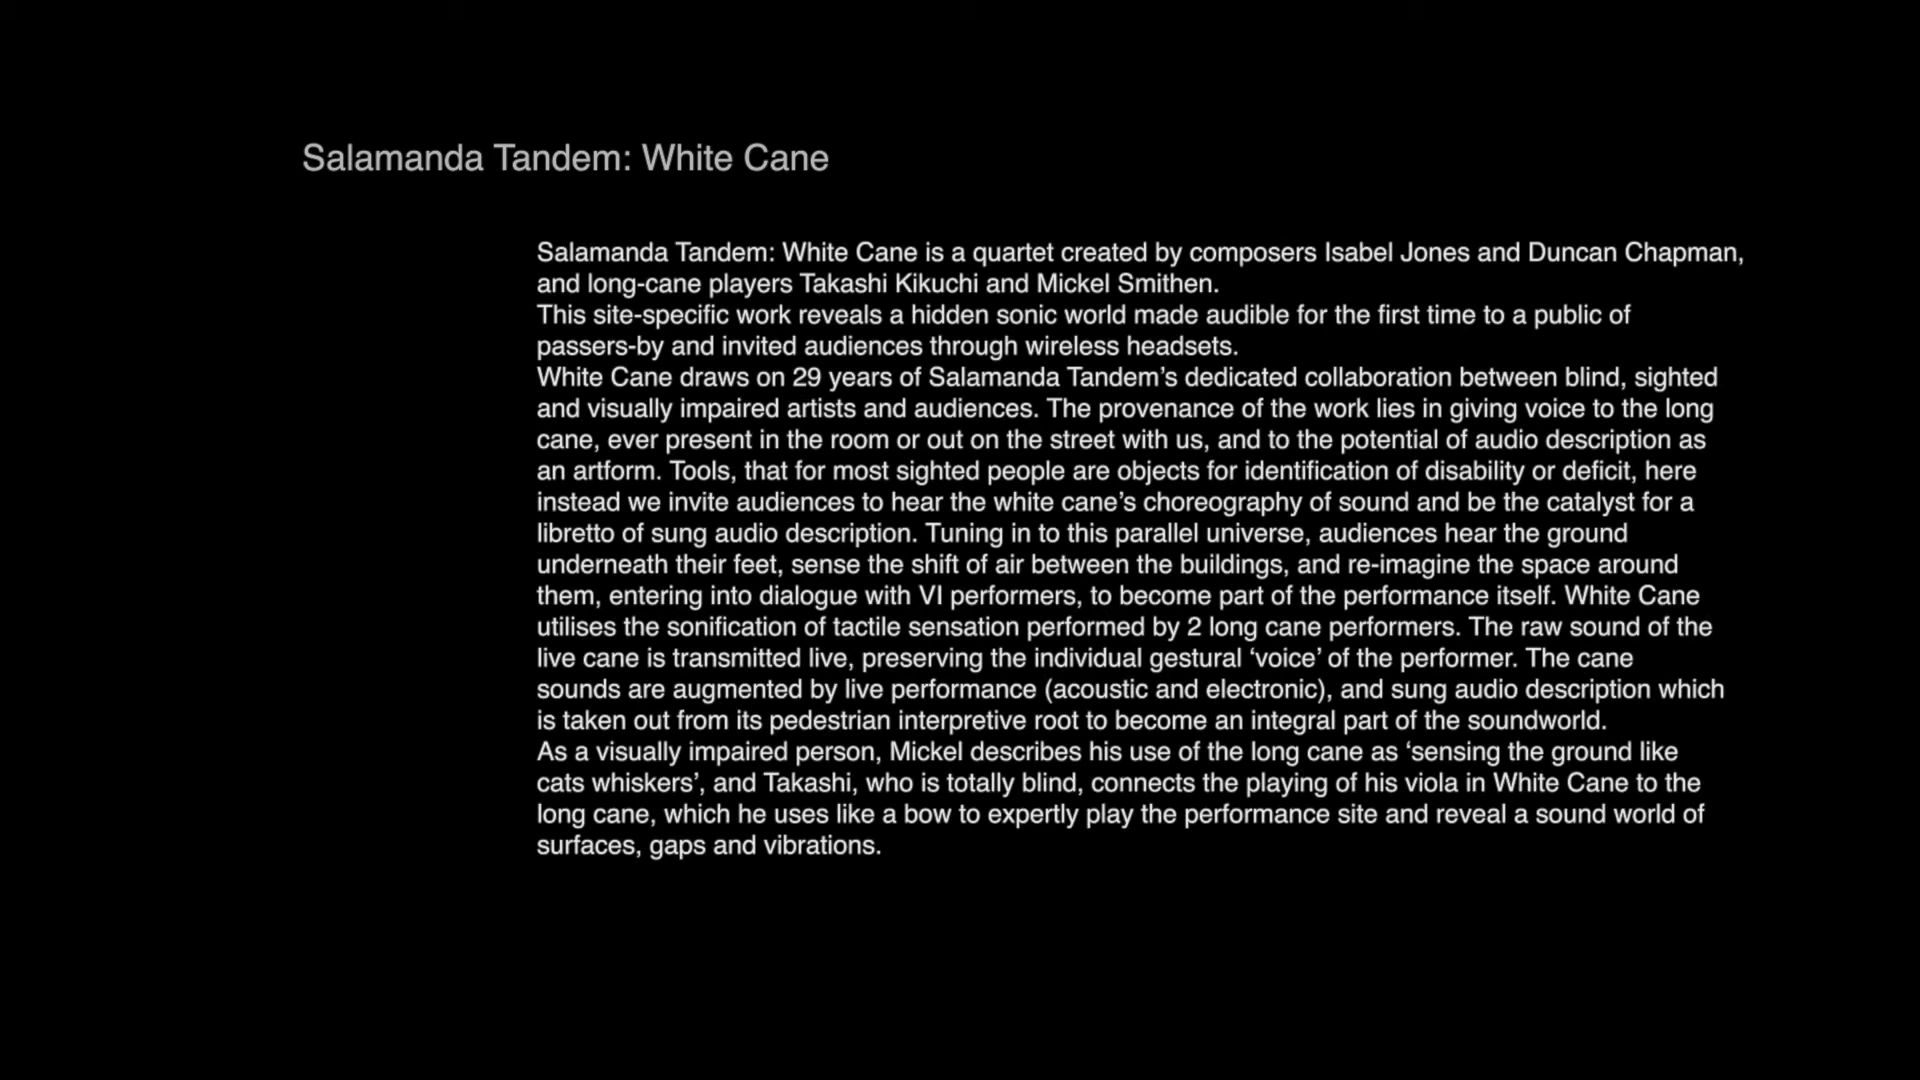 Salamanda Tandem: White Cane
Salamanda Tandem: White Cane is a quartet created by composers Isabel Jones and Duncan Chapman,
and long-cane players Takashi Kikuchi and Mickel Smithen.
This site-specific work reveals a hidden sonic world made audible for the first time to a public of
passers-by and invited audiences through wireless headsets.
White Cane draws on 29 years of Salamanda Tandem’s dedicated collaboration between blind, sighted
and visually impaired artists and audiences. The provenance of the work lies in giving voice to the long
cane, ever present in the room or out on the street with us, and to the potential of audio description as
an artform. Tools, that for most sighted people are objects for identification of disability or deficit, here
instead we invite audiences to hear the white cane’s choreography of sound and be the catalyst for a
libretto of sung audio description. Tuning in to this parallel universe, audiences hear the ground
underneath their feet, sense the shift of air between the buildings, and re-imagine the space around
them, entering into dialogue with VI performers, to become part of the performance itself. White Cane
utilises the sonification of tactile sensation performed by 2 long cane performers. The raw sound of the
live cane is transmitted live, preserving the individual gestural ‘voice’ of the performer. The cane
sounds are augmented by live performance (acoustic and electronic), and sung audio description which
is taken out from its pedestrian interpretive root to become an integral part of the soundworld.
As a visually impaired person, Mickel describes his use of the long cane as ‘sensing the ground like
cats whiskers’, and Takashi, who is totally blind, connects the playing of his viola in White Cane to the
long cane, which he uses like a bow to expertly play the performance site and reveal a sound world of
surfaces, gaps and vibrations.